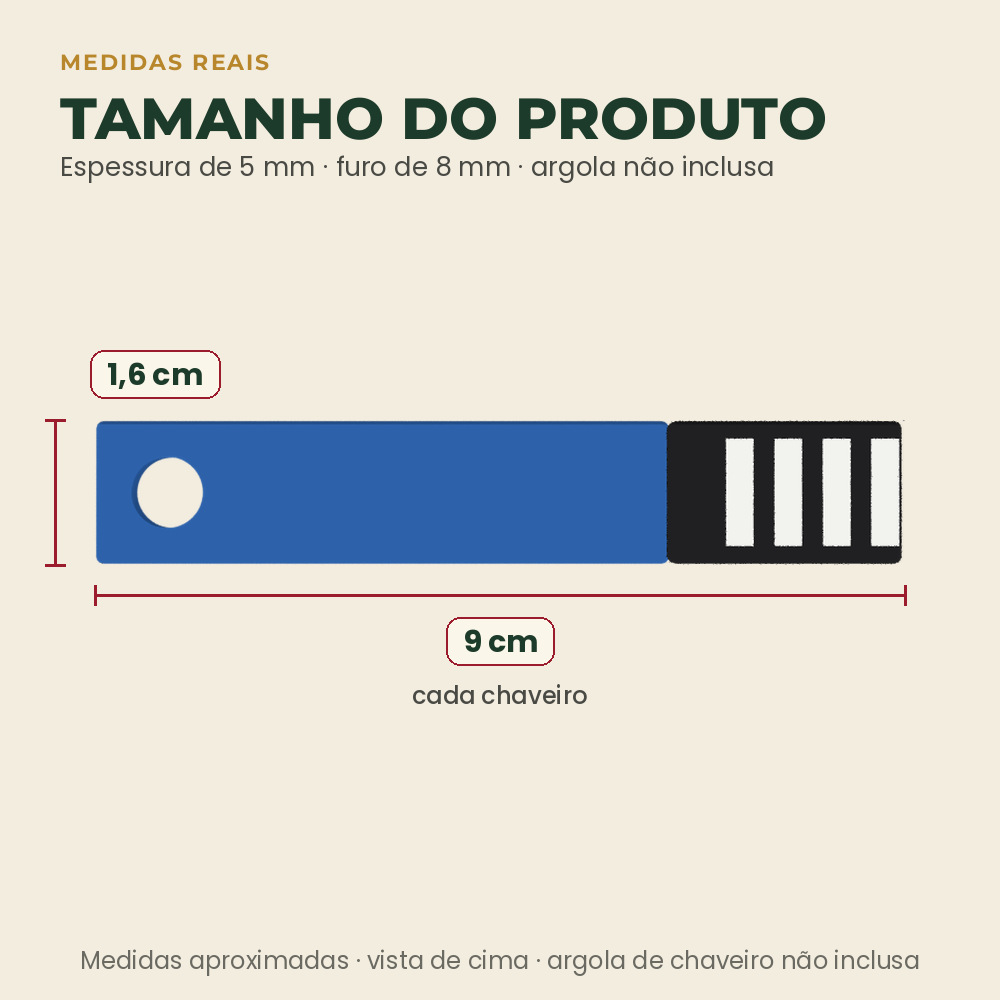 MEDIDAS REAIS
TAMANHO DO PRODUTO
Espessura de 5 mm · furo de 8 mm · argola não inclusa
1,6 cm
9 cm
cada chaveiro
Medidas aproximadas · vista de cima · argola de chaveiro não inclusa